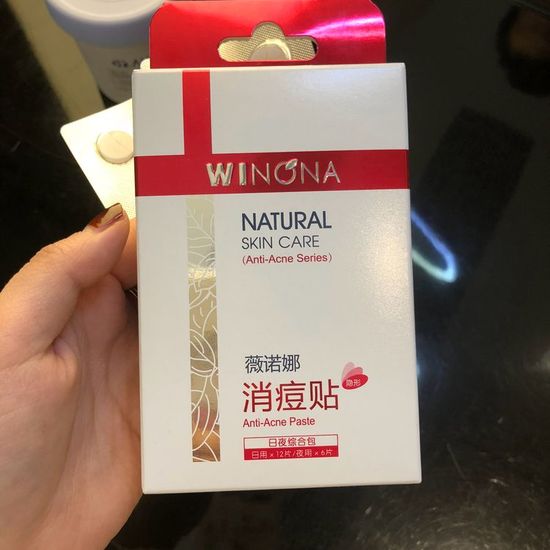 WINONA
NATURAL
SKIN CARE
(Anti-Acne Series)
薇诺娜
消痘贴
隐形
Anti-Acne Paste
日夜综合包
日用×12片/夜用×6片